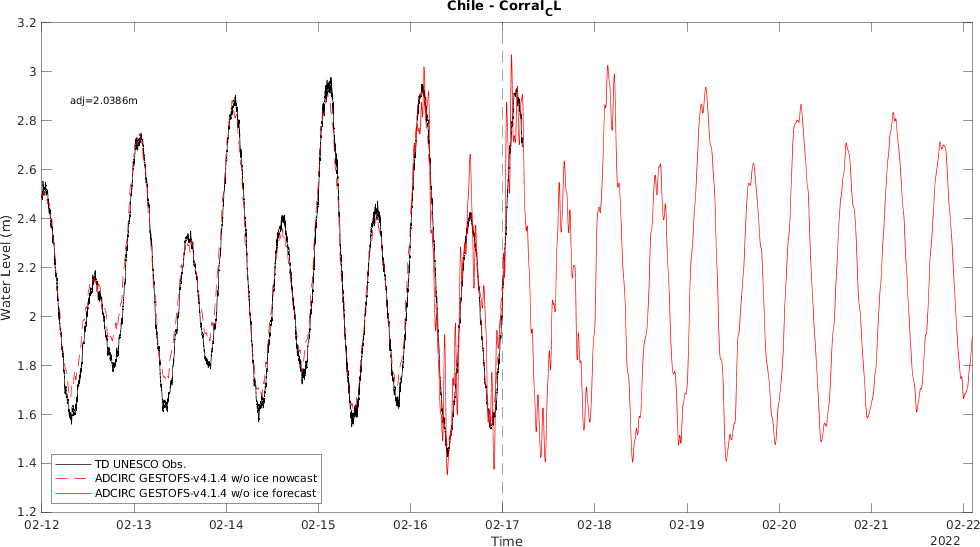 Chile - Corral_CL
3.2
3
2.8
2.6
2.4
2.2
2
1.8
1.6
1.4
1.2
Water Level (m)
adj=2.0386m
TD UNESCO Obs.
ADCIRC GESTOFS-v4.1.4 w/o ice nowcast
ADCIRC GESTOFS-v4.1.4 w/o ice forecast
02-12 02-13 02-14 02-15 02-16 02-17 02-18 02-19 02-20 02-21 02-22
Time
2022